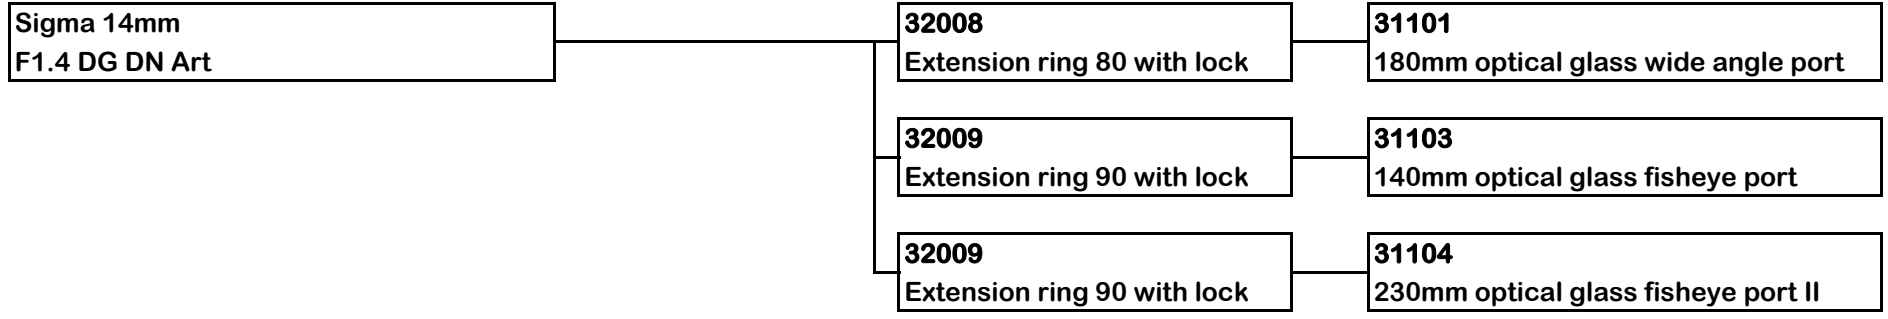 Sigma 14mm
F1.4 DG DN Art
32008
Extension ring 80 with lock
31101
180mm optical glass wide angle port
32009
Extension ring 90 with lock
31103
140mm optical glass fisheye port
32009
Extension ring 90 with lock
31104
230mm optical glass fisheye port II